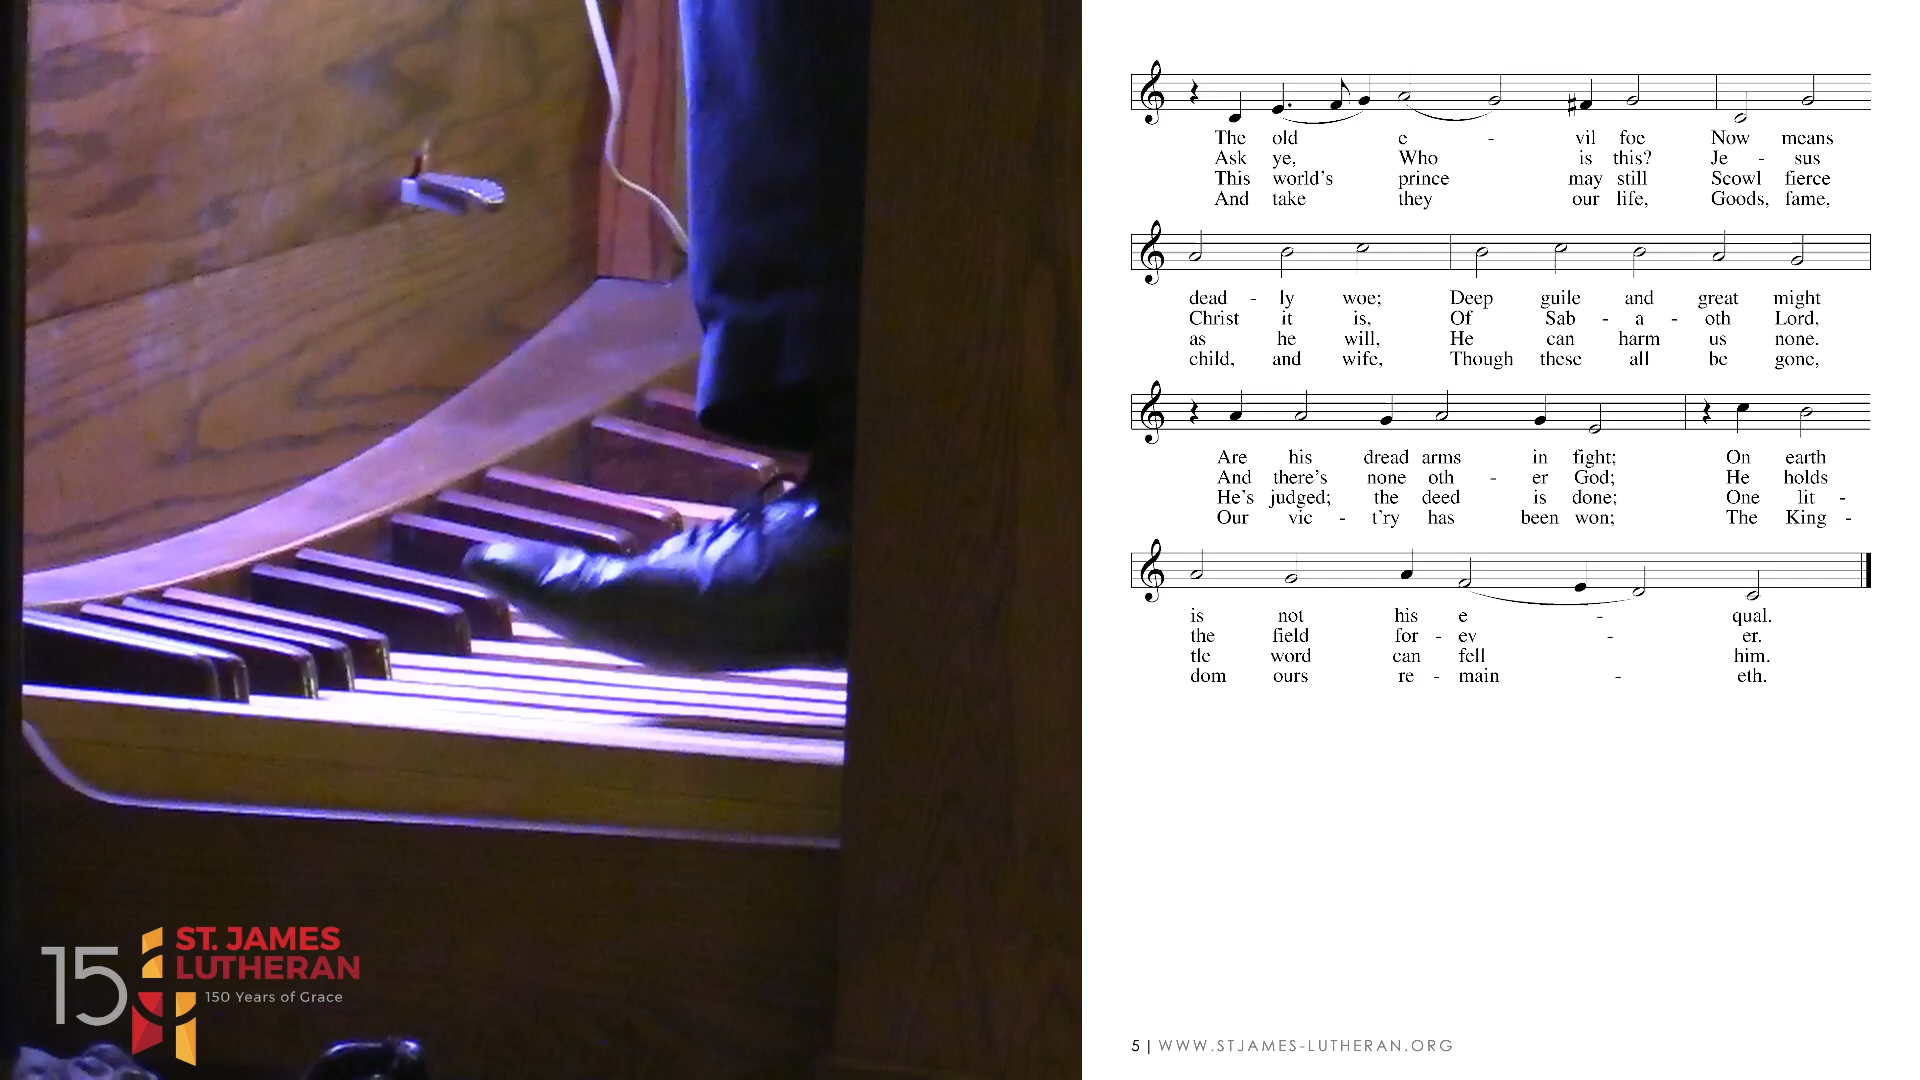 The old e - vil foe Now means
Ask ye, Who is this? Je - sus
This world's prince may still Scowl fierce
And take they our life, Goods, fame,
dead - ly woe; Deep guile and great might
Christ it is, Of Sab - a - oth Lord,
as he will, He can harm us none.
child, and wife, Though these all be gone,
Are his dread arms in fight; On earth
And there's none oth - er God; He holds
He's judged; the deed is done; One lit -
Our vic - t'ry has been won; The King -
is not his e - qual.
the field for - ev - er.
tle word can fell him.
dom ours re - main - eth.
5 | WWW.STJAMES-LUTHERAN.ORG
150
ST. JAMES
LUTHERAN
150 Years of Grace